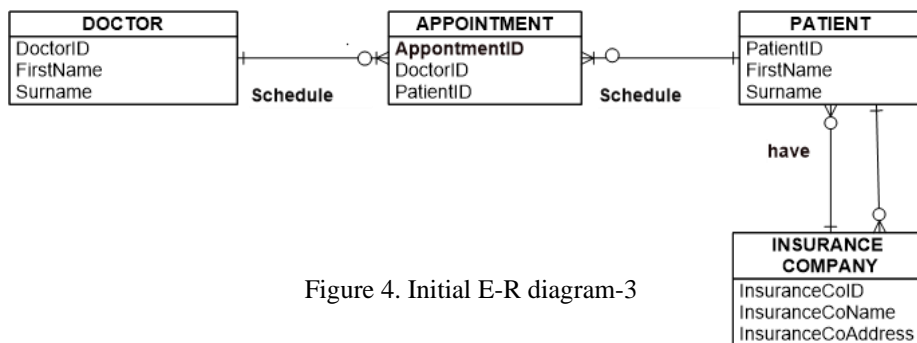 DOCTOR
DoctorID
FirstName
Surname
Schedule
APPOINTMENT
AppontmentID
DoctorID
PatientID
Schedule
PATIENT
PatientID
FirstName
Surname
have
INSURANCE
COMPANY
InsuranceCoID
InsuranceCoName
InsuranceCoAddress
Figure 4. Initial E-R diagram-3